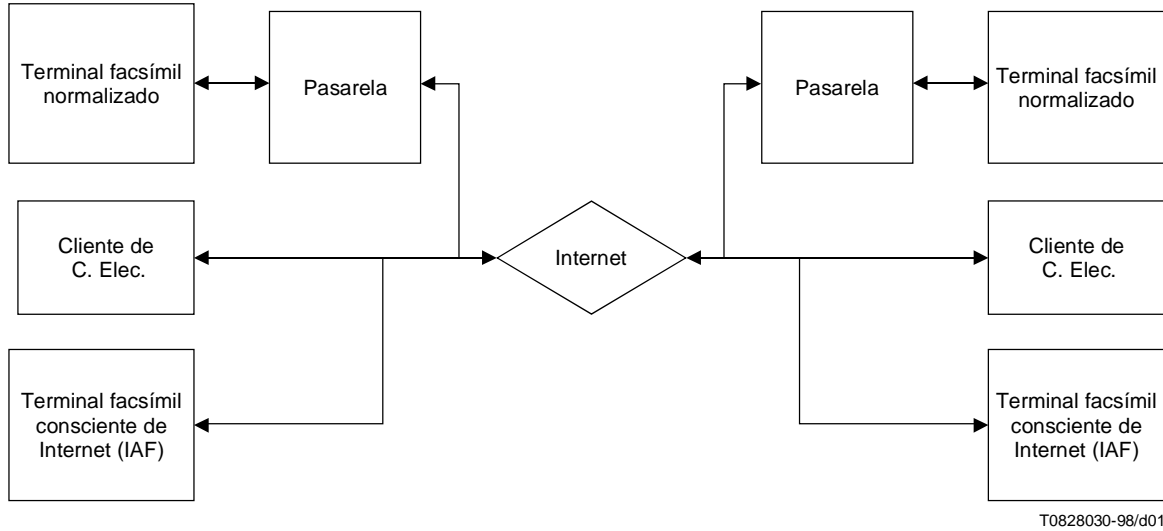 Terminal facsímil
normalizado
Pasarela
Pasarela
Terminal facsímil
normalizado
Cliente de
C. Elec.
Internet
Cliente de
C. Elec.
Terminal facsímil
consciente de
Internet (IAF)
Terminal facsímil
consciente de
Internet (IAF)
T0828030-98/d01